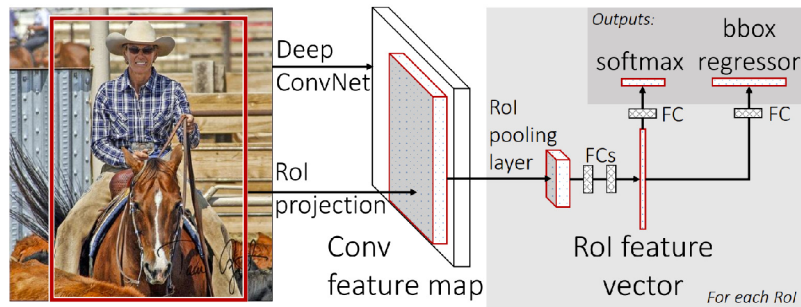 Outputs:
softmax
bbox
regressor
Deep
ConvNet
FC
FC
RoI
pooling
layer
FCs
RoI
projection
Conv
feature map
RoI feature
vector
For each RoI